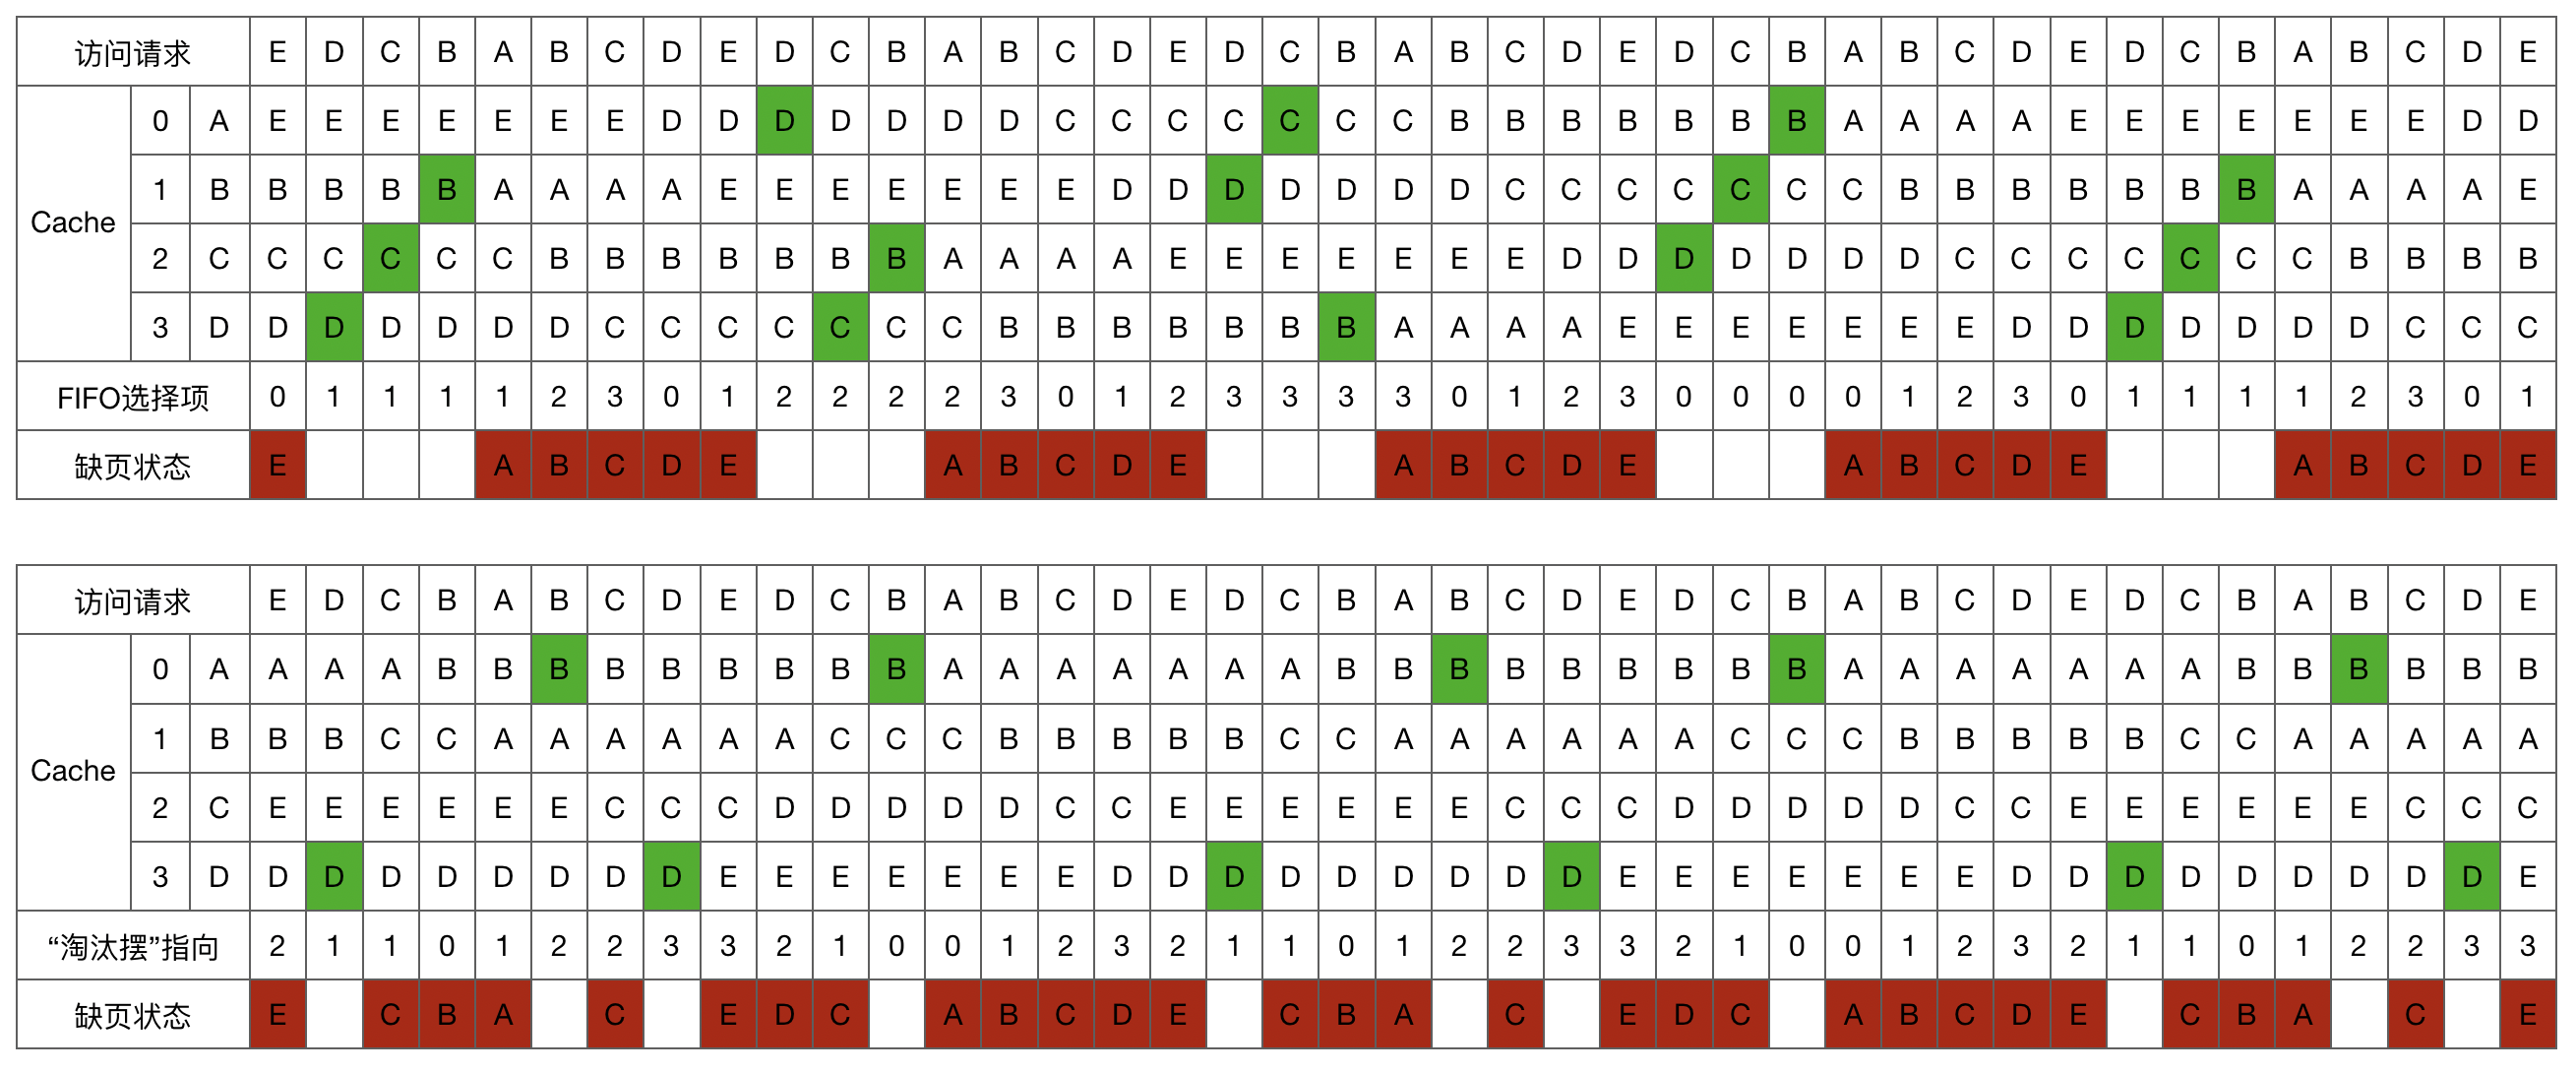 访问请求 E D C B A B C D E D C B A B C D E D C B A B C D E D C B A B C D E D C B A B C D E
Cache
0 A E E E E E E E D D D D D D D C C C C C C C B B B B B B B A A A A E E E E E E E D D
1 B B B B B A A A A E E E E E E E D D D D D D D C C C C C C C B B B B B B B A A A A E
2 C C C C C C B B B B B B B A A A A E E E E E E E D D D D D D D C C C C C C C B B B B
3 D D D D D D D C C C C C C C B B B B B B B A A A A E E E E E E E D D D D D D D C C C
FIFO选择项 0 1 1 1 1 2 3 0 1 2 2 2 2 3 0 1 2 3 3 3 3 0 1 2 3 0 0 0 0 1 2 3 0 1 1 1 1 2 3 0 1
缺页状态 E A B C D E A B C D E A B C D E A B C D E A B C D E
访问请求 E D C B A B C D E D C B A B C D E D C B A B C D E D C B A B C D E D C B A B C D E
Cache
0 A A A A B B B B B B B B B A A A A A A A B B B B B B B B B A A A A A A A B B B B B B
1 B B B C C A A A A A A C C C B B B B B C C A A A A A A C C C B B B B B C C A A A A A
2 C E E E E E E C C C D D D D D C C E E E E E E C C C D D D D D C C E E E E E E C C C
3 D D D D D D D D D E E E E E E E D D D D D D D D D E E E E E E E D D D D D D D D D E
“淘汰摆”指向 2 1 1 0 1 2 2 3 3 2 1 0 0 1 2 3 2 1 1 0 1 2 2 3 3 2 1 0 0 1 2 3 2 1 1 0 1 2 2 3 3
缺页状态 E C B A C E D C A B C D E C B A C E D C A B C D E C B A C E